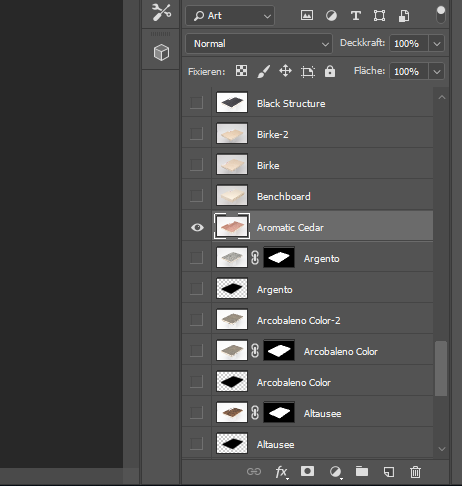 Art
Normal
Deckkraft: 100%
Fixieren:
Fläche: 100%
Black Structure
Birke-2
Birke
Benchboard
Aromatic Cedar
Argento
Argento
Arcobaleno Color-2
Arcobaleno Color
Arcobaleno Color
Altausee
Altausee
fx